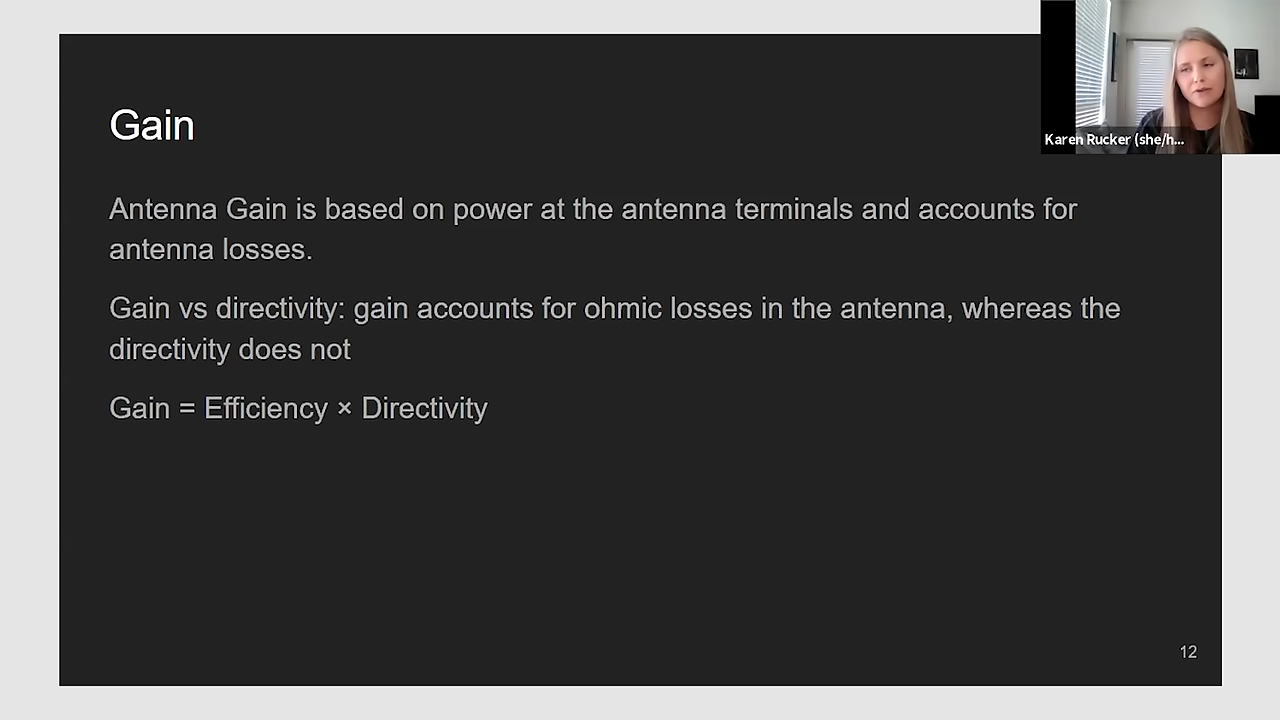 Gain
Karen Rucker (she/h...
Antenna Gain is based on power at the antenna terminals and accounts for
antenna losses.
Gain vs directivity: gain accounts for ohmic losses in the antenna, whereas the
directivity does not
Gain = Efficiency × Directivity
12